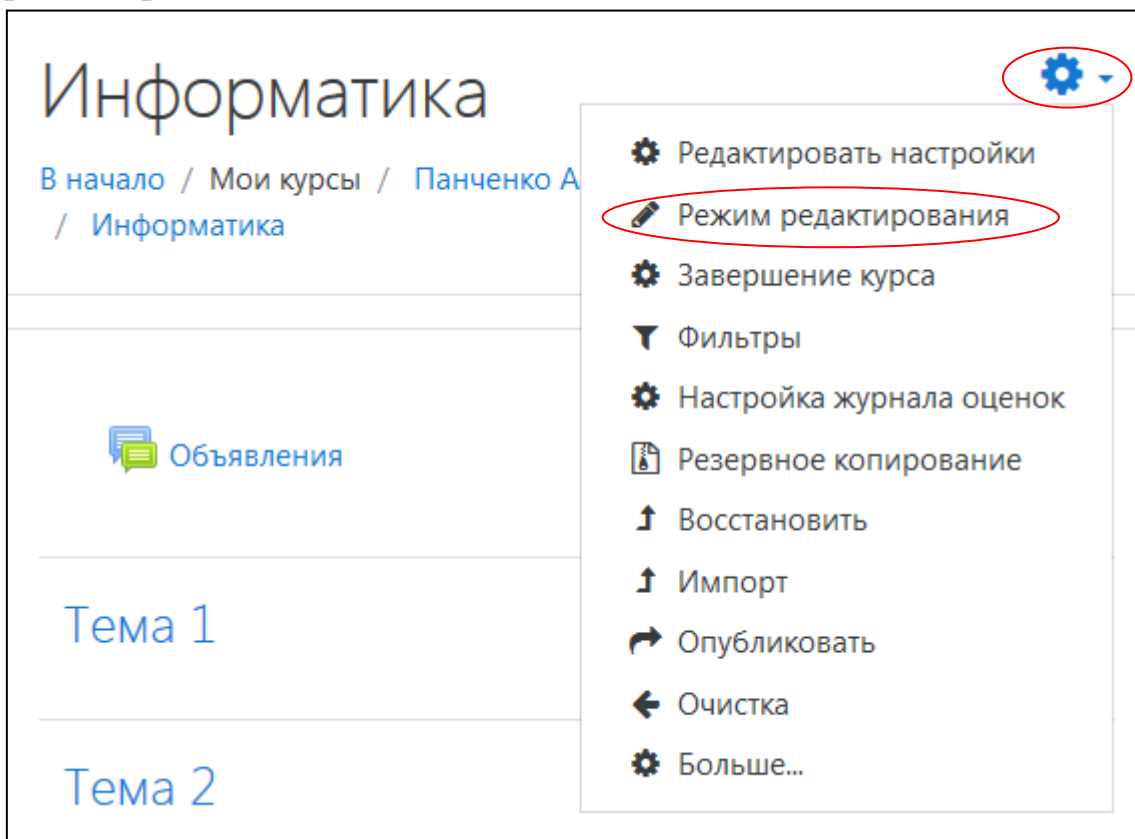 Информатика
В начало / Мои курсы / Панченко А
/ Информатика
Редактировать настройки
Режим редактирования
Завершение курса
Фильтры
Настройка журнала оценок
Резервное копирование
Восстановить
Импорт
Опубликовать
Очистка
Больше...
Объявления
Тема 1
Тема 2